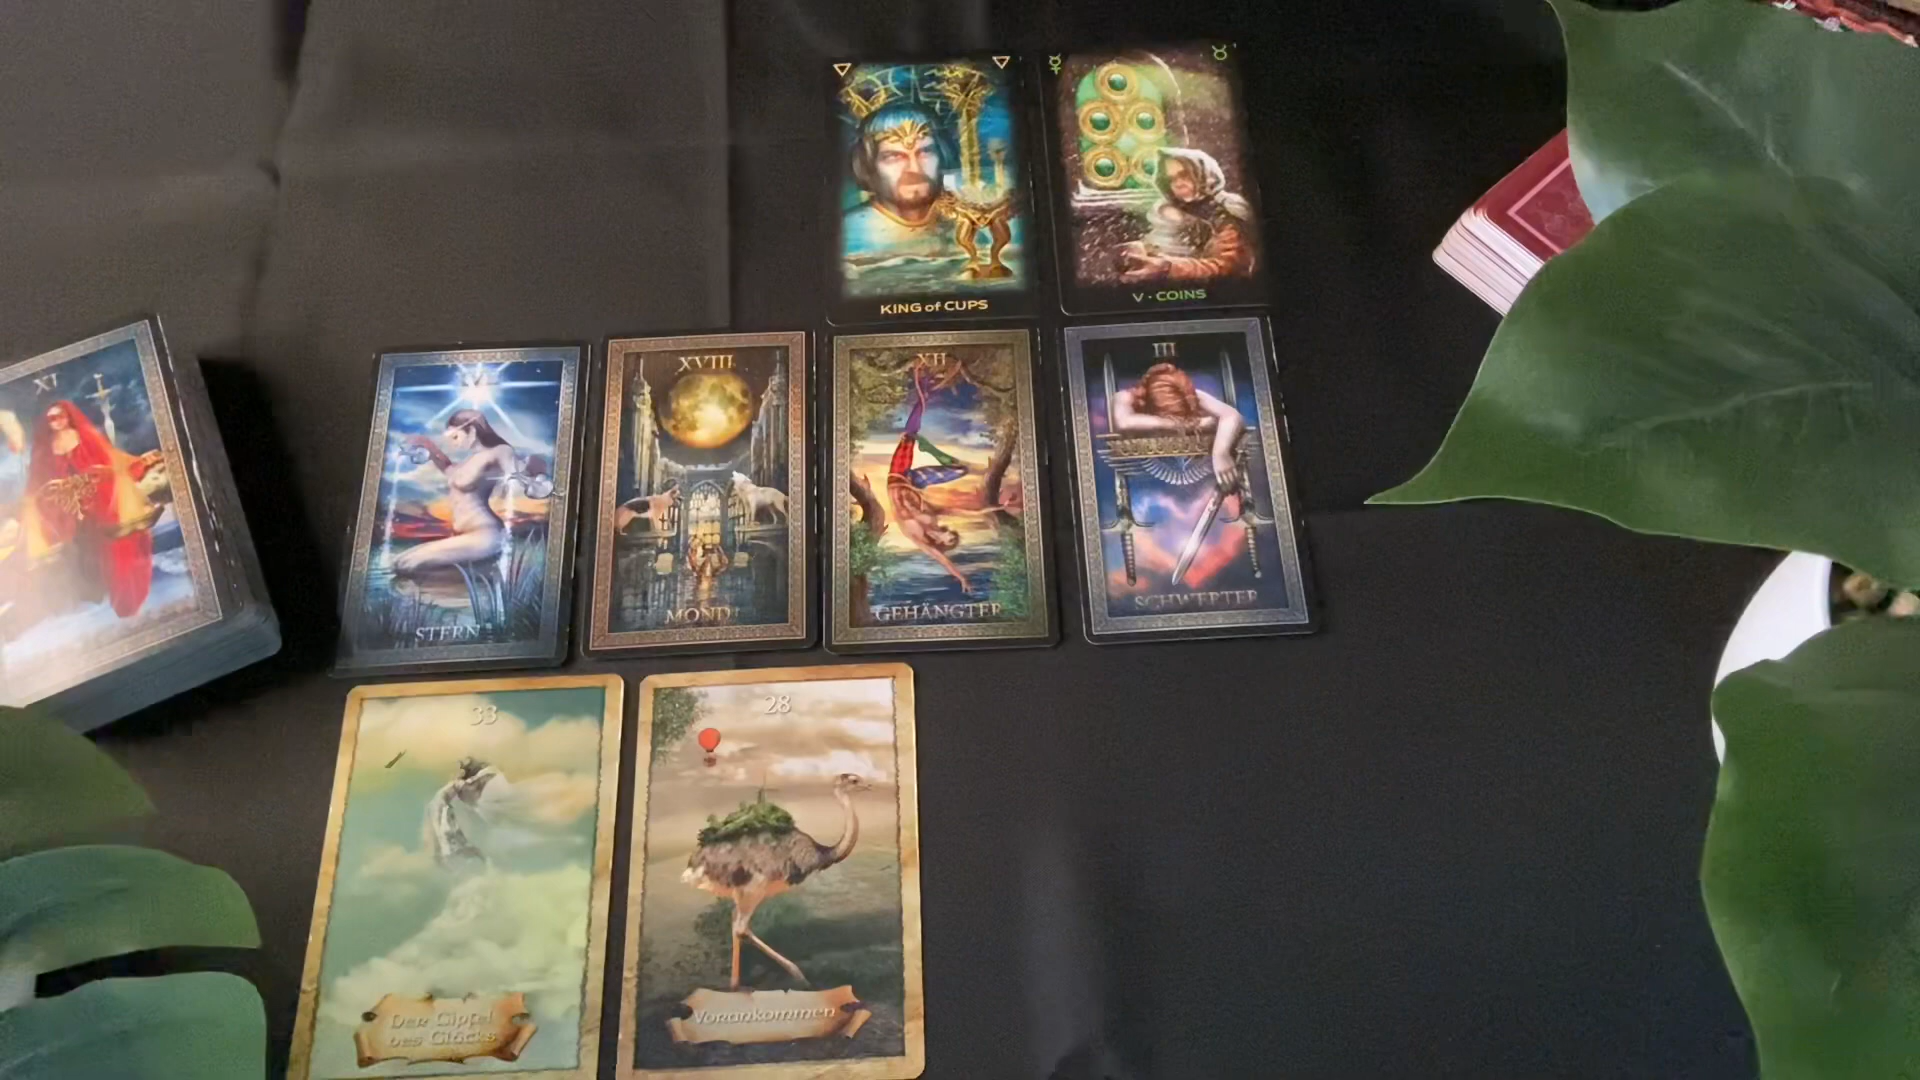 KING of CUPS
V · COINS
XI
XVIII
XII
III
STERN
MOND
GEHÄNGTER
SCHWERTER
33
28
Der Gipfel
des Glücks
Vorankommen